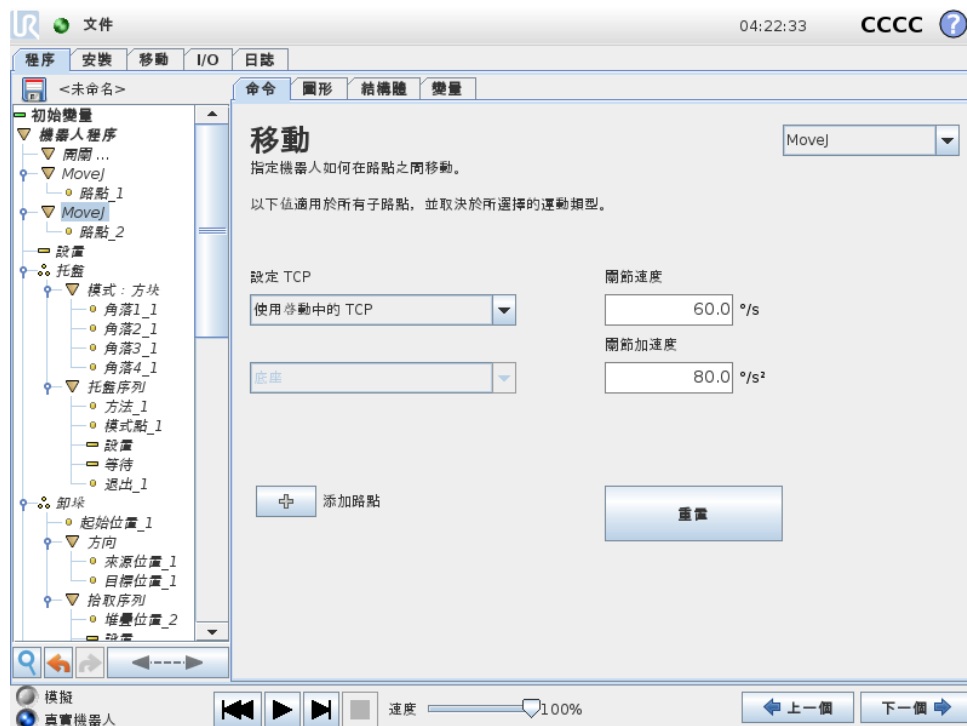 UR 文件 04:22:33 CCCC ?
程序 安裝 移動 I/O 日誌
<未命名> 命令 圖形 結構體 變量
初始變量
機器人程序
開關 ...
MoveJ
路點_1
MoveJ
路點_2
設置
托盤
模式：方块
角落1_1
角落2_1
角落3_1
角落4_1
托盤序列
方法_1
模式點_1
設置
等待
退出_1
卸垛
起始位置_1
方向
來源位置_1
目標位置_1
拾取序列
堆疊位置_2
設置
移動 MoveJ
指定機器人如何在路點之間移動。
以下值適用於所有子路點，並取決於所選擇的運動類型。
設定 TCP
使用啓動中的 TCP
底座
關節速度
60.0 °/s
關節加速度
80.0 °/s²
添加路點
重置
模擬
真實機器人
速度 100%
上一個 下一個